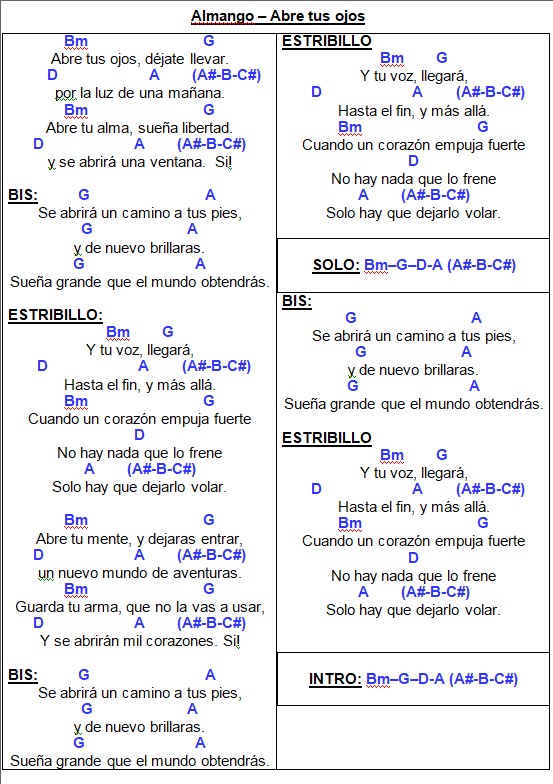 Almango – Abre tus ojos
Bm G
Abre tus ojos, déjate llevar.
D A (A#-B-C#)
por la luz de una mañana.
Bm G
Abre tu alma, sueña libertad.
D A (A#-B-C#)
y se abrirá una ventana. Si!
BIS: G A
Se abrirá un camino a tus pies,
G A
y de nuevo brillaras.
G A
Sueña grande que el mundo obtendrás.
ESTRIBILLO:
Bm G
Y tu voz, llegará,
D A (A#-B-C#)
Hasta el fin, y más allá.
Bm G
Cuando un corazón empuja fuerte
D
No hay nada que lo frene
A (A#-B-C#)
Solo hay que dejarlo volar.
Bm G
Abre tu mente, y dejaras entrar,
D A (A#-B-C#)
un nuevo mundo de aventuras.
Bm G
Guarda tu arma, que no la vas a usar,
D A (A#-B-C#)
Y se abrirán mil corazones. Si!
BIS: G A
Se abrirá un camino a tus pies,
G A
y de nuevo brillaras.
G A
Sueña grande que el mundo obtendrás.
ESTRIBILLO
Bm G
Y tu voz, llegará,
D A (A#-B-C#)
Hasta el fin, y más allá.
Bm G
Cuando un corazón empuja fuerte
D
No hay nada que lo frene
A (A#-B-C#)
Solo hay que dejarlo volar.
SOLO: Bm–G–D-A (A#-B-C#)
BIS:
G A
Se abrirá un camino a tus pies,
G A
y de nuevo brillaras.
G A
Sueña grande que el mundo obtendrás.
ESTRIBILLO
Bm G
Y tu voz, llegará,
D A (A#-B-C#)
Hasta el fin, y más allá.
Bm G
Cuando un corazón empuja fuerte
D
No hay nada que lo frene
A (A#-B-C#)
Solo hay que dejarlo volar.
INTRO: Bm–G–D-A (A#-B-C#)